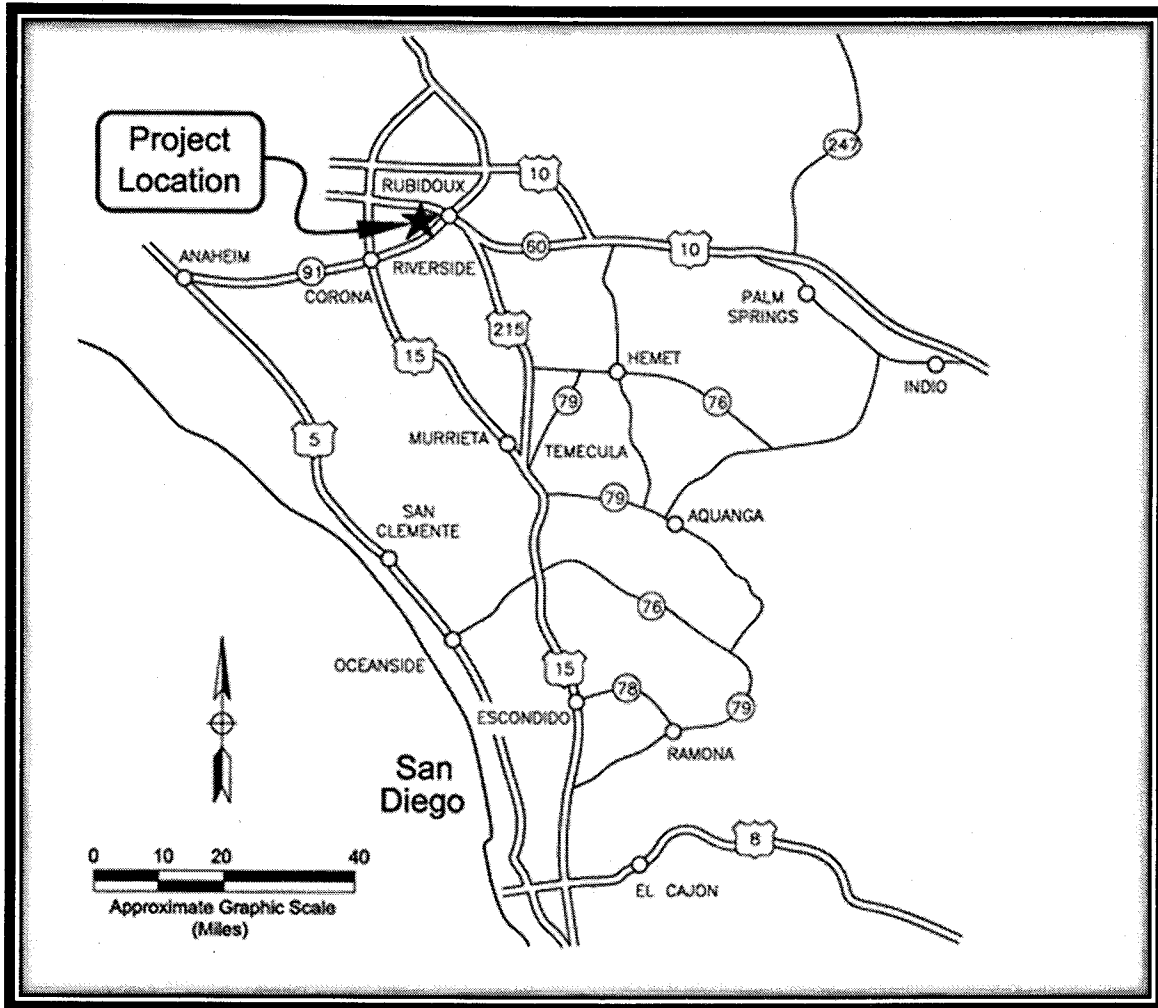 Project
Location
RUBIDOUX
10
247
ANAHEIM
91
CORONA
RIVERSIDE
60
10
PALM
SPRINGS
215
15
HEMET
INDIO
79
76
5
MURRIETA
TEMECULA
SAN
CLEMENTE
79
AQUANGA
76
OCEANSIDE
15
78
79
ESCONDIDO
RAMONA
San
Diego
0 10 20 40
Approximate Graphic Scale
(Miles)
8
EL CAJON